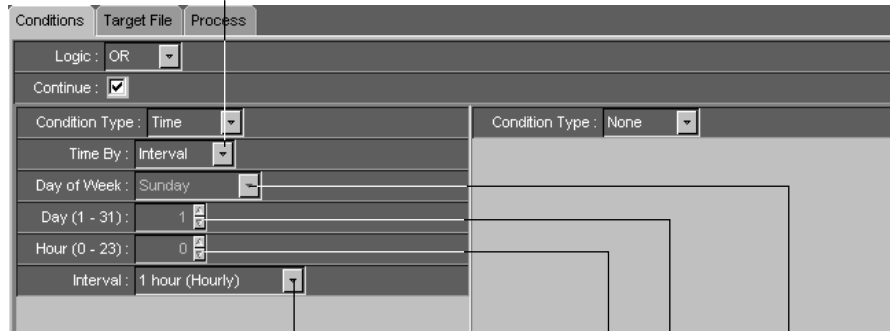 Conditions Target File Process
Logic : OR
Continue :
Condition Type : Time
Condition Type : None
Time By : Interval
Day of Week : Sunday
Day (1 - 31) : 1
Hour (0 - 23) : 0
Interval : 1 hour (Hourly)